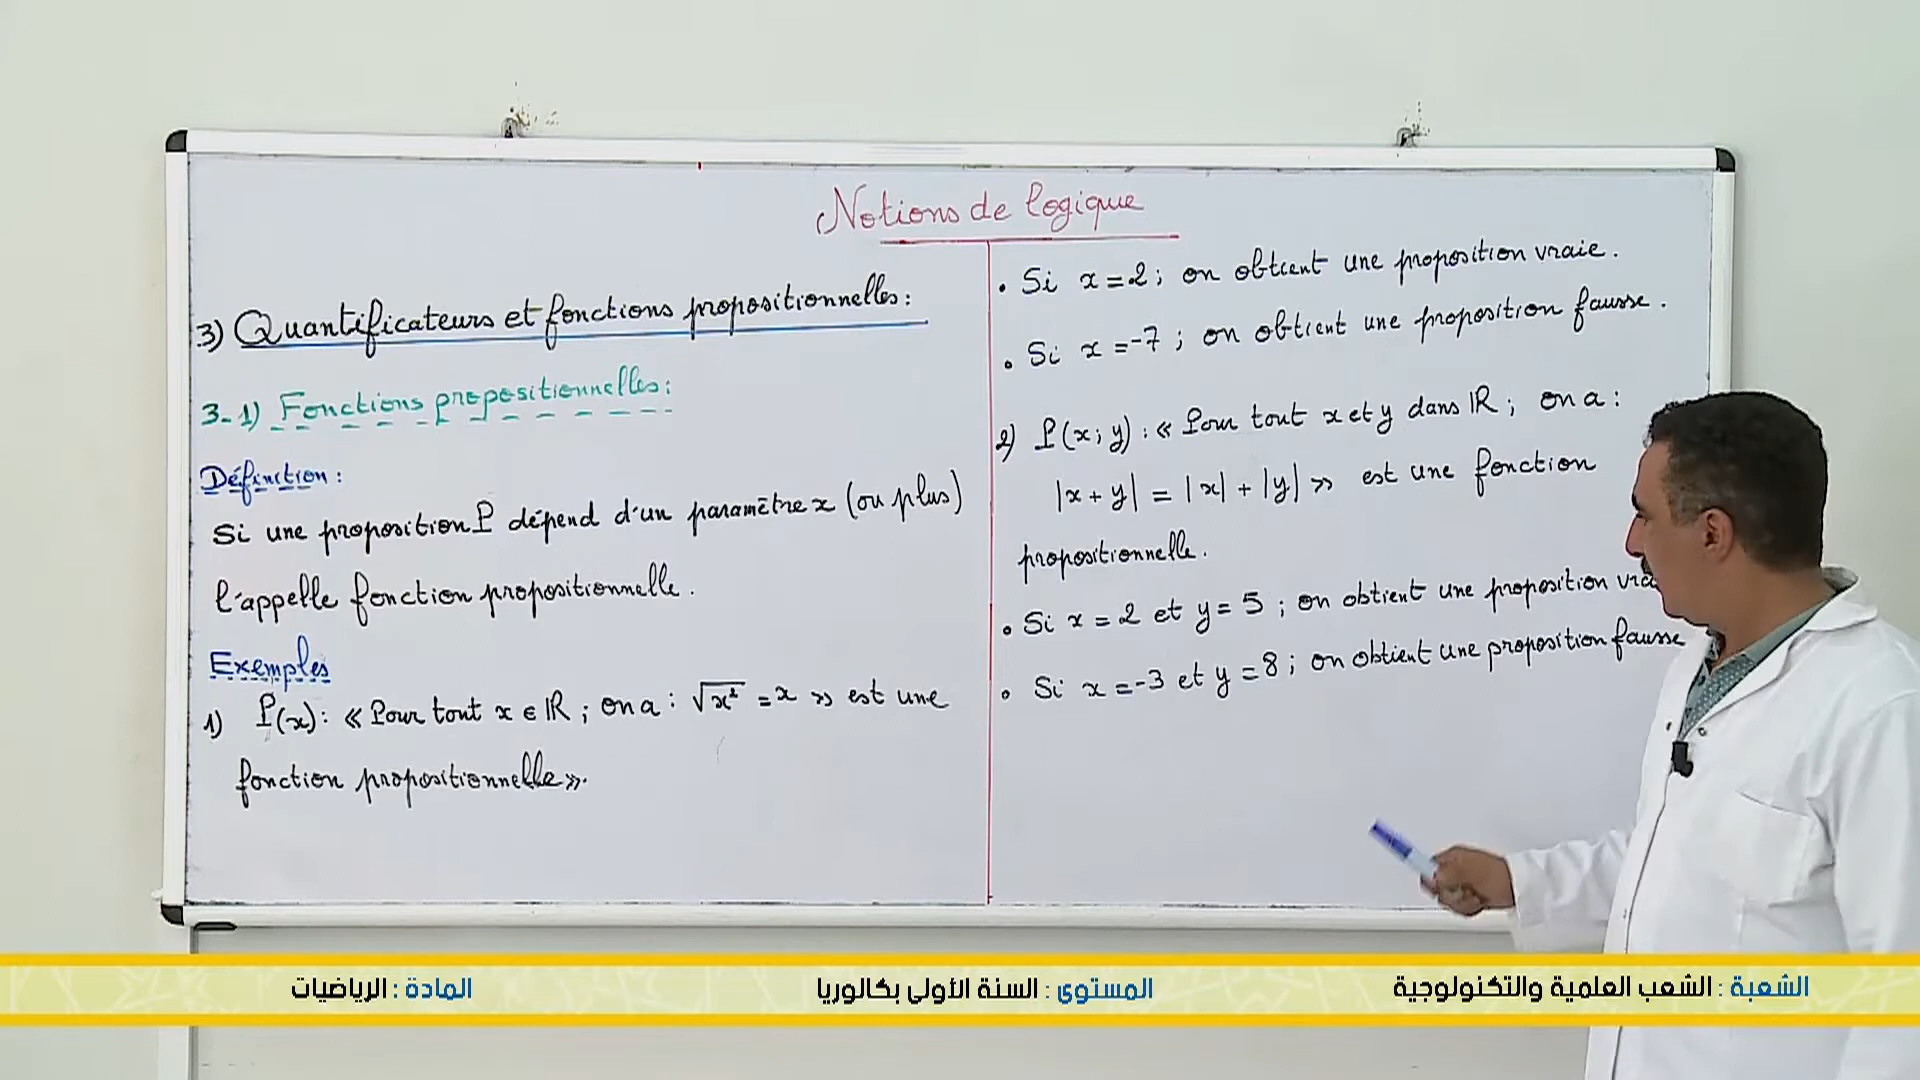 Notions de logique
3) Quantificateurs et fonctions propositionnelles :
3-1) Fonctions propositionnelles :
Définition :
Si une proposition P dépend d'un paramètre x (ou plus)
l'appelle fonction propositionnelle.
Exemples
1) P(x) : « Pour tout x ∈ ℝ ; on a : √x² = x » est une
fonction propositionnelle ».
• Si x = 2 ; on obtient une proposition vraie.
• Si x = -7 ; on obtient une proposition fausse.
2) P(x ; y) : « Pour tout x et y dans ℝ ; on a :
|x + y| = |x| + |y| » est une fonction
propositionnelle.
• Si x = 2 et y = 5 ; on obtient une proposition vra
• Si x = -3 et y = 8 ; on obtient une proposition fausse
الشعبة : الشعب العلمية والتكنولوجية
المستوى : السنة الأولى بكالوريا
المادة : الرياضيات